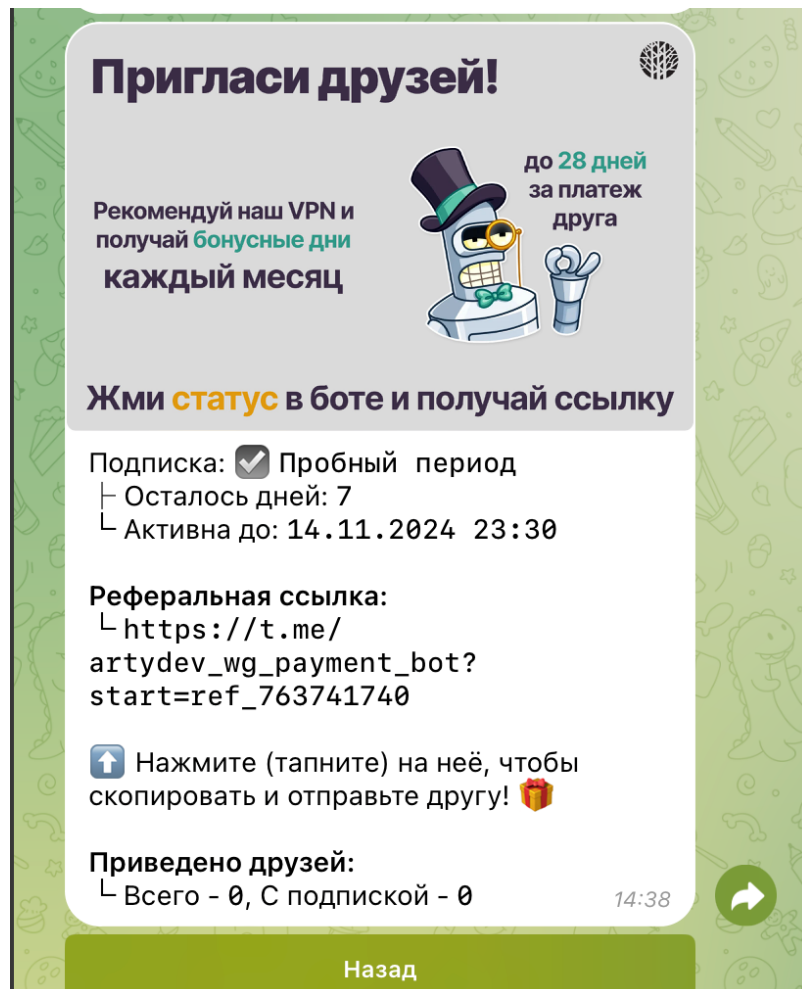 Пригласи друзей!
до 28 дней
за платеж
друга
Рекомендуй наш VPN и
получай бонусные дни
каждый месяц
Жми статус в боте и получай ссылку
Подписка: ☑️ Пробный период
├ Осталось дней: 7
└ Активна до: 14.11.2024 23:30
Реферальная ссылка:
└ https://t.me/
artydev_wg_payment_bot?
start=ref_763741740
⬆️ Нажмите (тапните) на неё, чтобы
скопировать и отправьте другу! 🎁
Приведено друзей:
└ Всего - 0, С подпиской - 0
14:38
Назад